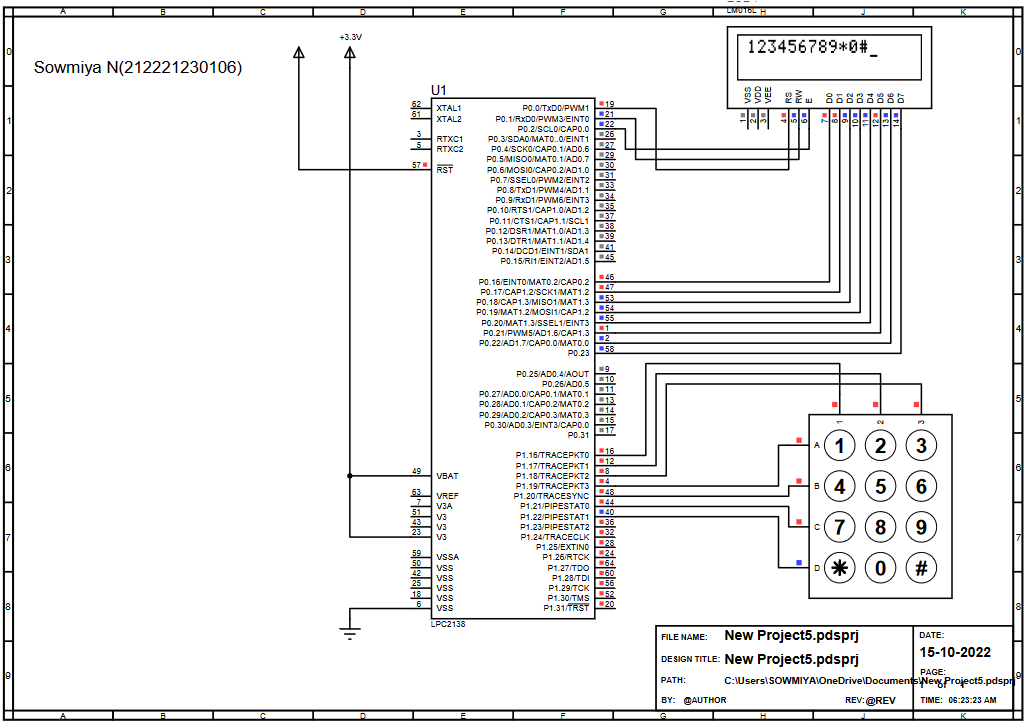 A B C D E F G H J K
LM016L
+3.3V
Sowmiya N(212221230106)
123456789*0#_
VSS VDD VEE RS RW E D0 D1 D2 D3 D4 D5 D6 D7
1 2 3 4 5 6 7 8 9 10 11 12 13 14
U1
62 XTAL1 P0.0/TxD0/PWM1 19
61 XTAL2 P0.1/RxD0/PWM3/EINT0 21
P0.2/SCL0/CAP0.0 22
3 RTXC1 P0.3/SDA0/MAT0..0/EINT1 26
5 RTXC2 P0.4/SCK0/CAP0.1/AD0.6 27
P0.5/MISO0/MAT0.1/AD0.7 29
57 RST P0.6/MOSI0/CAP0.2/AD1.0 30
P0.7/SSEL0/PWM2/EINT2 31
P0.8/TxD1/PWM4/AD1.1 33
P0.9/RxD1/PWM6/EINT3 34
P0.10/RTS1/CAP1.0/AD1.2 35
P0.11/CTS1/CAP1.1/SCL1 37
P0.12/DSR1/MAT1.0/AD1.3 38
P0.13/DTR1/MAT1.1/AD1.4 39
P0.14/DCD1/EINT1/SDA1 41
P0.15/RI1/EINT2/AD1.5 45
P0.16/EINT0/MAT0.2/CAP0.2 46
P0.17/CAP1.2/SCK1/MAT1.2 47
P0.18/CAP1.3/MISO1/MAT1.3 53
P0.19/MAT1.2/MOSI1/CAP1.2 54
P0.20/MAT1.3/SSEL1/EINT3 55
P0.21/PWM5/AD1.6/CAP1.3 1
P0.22/AD1.7/CAP0.0/MAT0.0 2
P0.23 58
P0.25/AD0.4/AOUT 9
P0.26/AD0.5 10
P0.27/AD0.0/CAP0.1/MAT0.1 11
P0.28/AD0.1/CAP0.2/MAT0.2 13
P0.29/AD0.2/CAP0.3/MAT0.3 14
P0.30/AD0.3/EINT3/CAP0.0 15
P0.31 17
P1.16/TRACEPKT0 16
P1.17/TRACEPKT1 12
49 VBAT P1.18/TRACEPKT2 8
P1.19/TRACEPKT3 4
63 VREF P1.20/TRACESYNC 48
7 V3A P1.21/PIPESTAT0 44
51 V3 P1.22/PIPESTAT1 40
43 V3 P1.23/PIPESTAT2 36
23 V3 P1.24/TRACECLK 32
P1.25/EXTIN0 28
59 VSSA P1.26/RTCK 24
50 VSS P1.27/TDO 64
42 VSS P1.28/TDI 60
25 VSS P1.29/TCK 56
18 VSS P1.30/TMS 52
6 VSS P1.31/TRST 20
LPC2138
1 2 3
A 1 2 3
B 4 5 6
C 7 8 9
D * 0 #
FILE NAME: New Project5.pdsprj
DESIGN TITLE: New Project5.pdsprj
PATH: C:\Users\SOWMIYA\OneDrive\Documents\New Project5.pdsprj
BY: @AUTHOR REV:@REV
DATE:
15-10-2022
PAGE:
1 of 1
TIME: 06:23:23 AM
0 1 2 3 4 5 6 7 8 9
0 1 2 3 4 5 6 7 8 9
A B C D E F G H J K